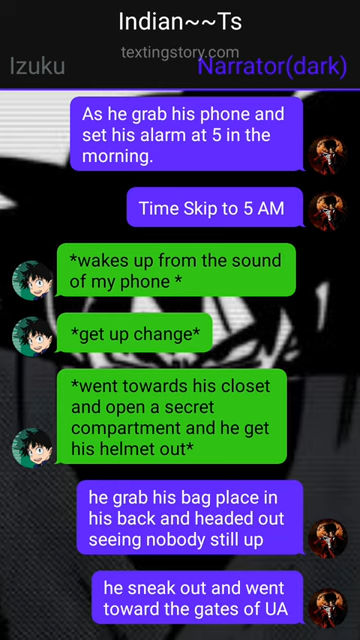 Indian~~Ts
textingstory.com
Izuku
Narrator(dark)
As he grab his phone and
set his alarm at 5 in the
morning.
Time Skip to 5 AM
*wakes up from the sound
of my phone *
*get up change*
*went towards his closet
and open a secret
compartment and he get
his helmet out*
he grab his bag place in
his back and headed out
seeing nobody still up
he sneak out and went
toward the gates of UA